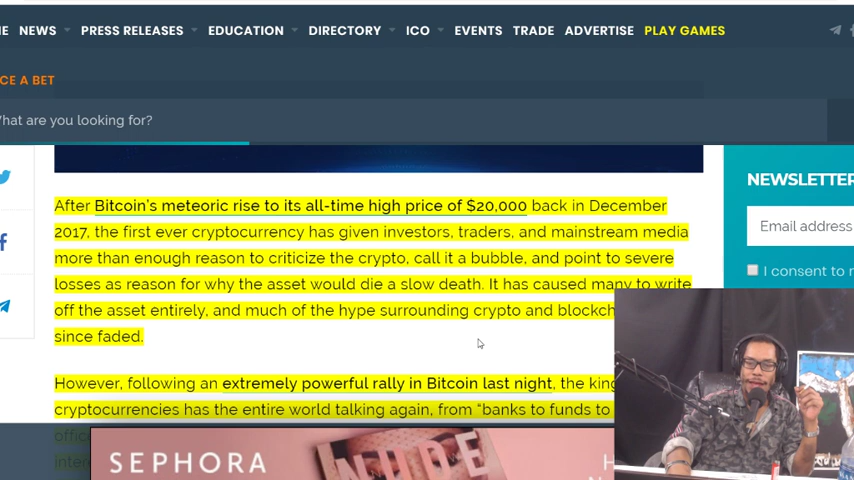 NEWS PRESS RELEASES EDUCATION DIRECTORY ICO EVENTS TRADE ADVERTISE PLAY GAMES
A BET
What are you looking for?
After Bitcoin's meteoric rise to its all-time high price of $20,000 back in December
2017, the first ever cryptocurrency has given investors, traders, and mainstream media
more than enough reason to criticize the crypto, call it a bubble, and point to severe
losses as reason for why the asset would die a slow death. It has caused many to write
off the asset entirely, and much of the hype surrounding crypto and
since faded.
However, following an extremely powerful rally in Bitcoin last night, the
cryptocurrencies has the entire world talking again, from "banks to funds to
NEWSLETTER
Email address
I consent to
SEPHORA
NUDE